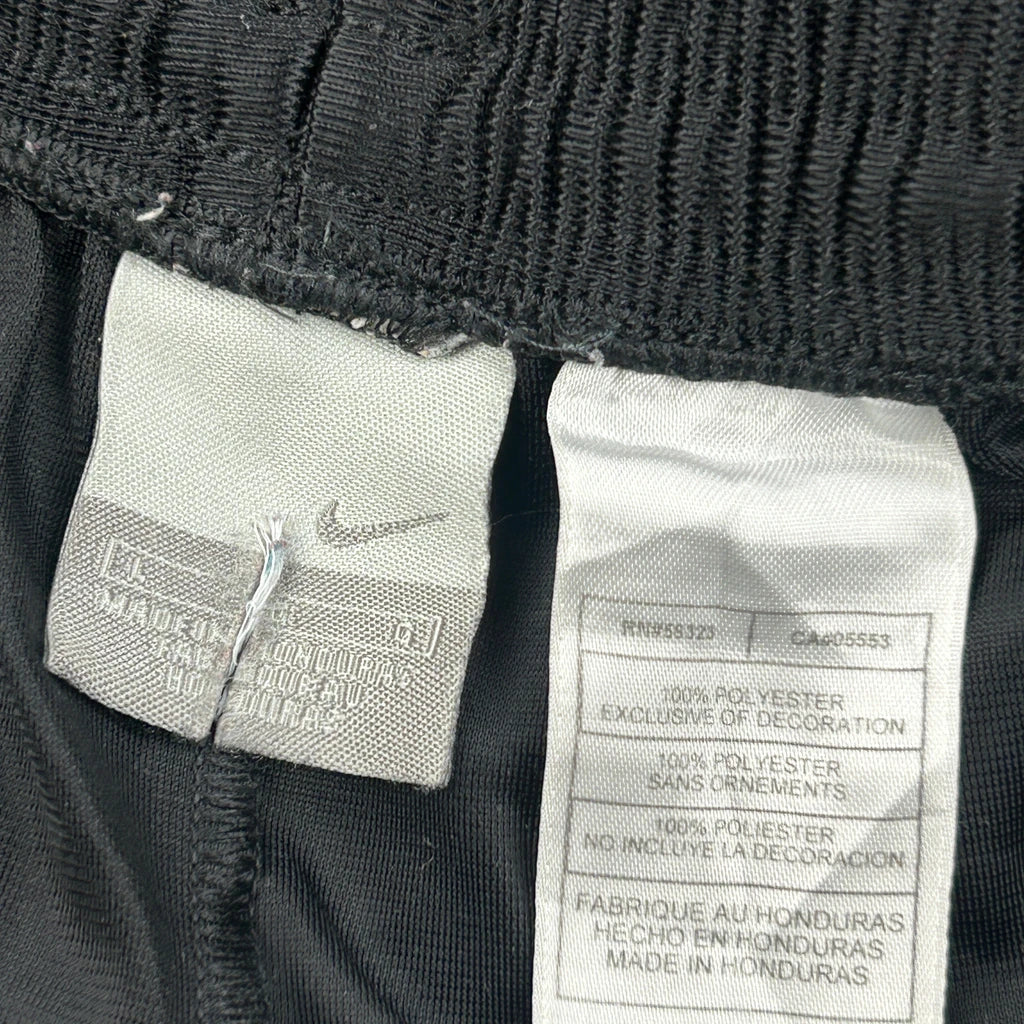 MADE
RN#56323
CA#05553
100% POLYESTER
EXCLUSIVE OF DECORATION
100% POLYESTER
SANS ORNEMENTS
100% POLIESTER
NO INCLUYE LA DECORACION
FABRIQUE AU HONDURAS
HECHO EN HONDURAS
MADE IN HONDURAS